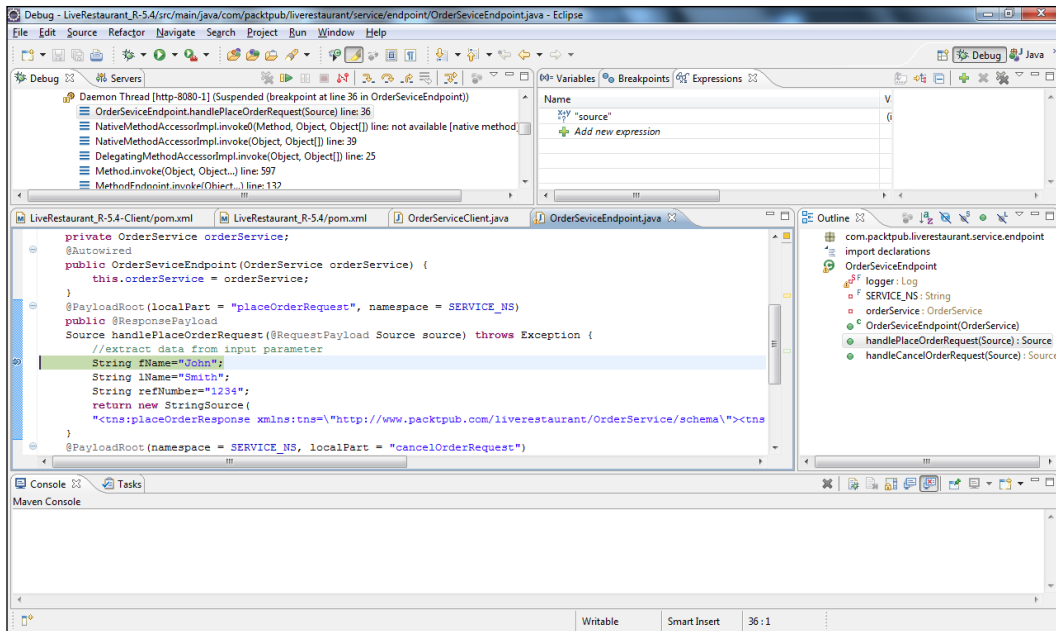 Debug - LiveRestaurant_R-5.4/src/main/java/com/packtpub/liverestaurant/service/endpoint/OrderSeviceEndpoint.java - Eclipse
File Edit Source Refactor Navigate Search Project Run Window Help
Debug Java
Debug Servers
Daemon Thread [http-8080-1] (Suspended (breakpoint at line 36 in OrderSeviceEndpoint))
OrderSeviceEndpoint.handlePlaceOrderRequest(Source) line: 36
NativeMethodAccessorImpl.invoke0(Method, Object, Object[]) line: not available [native method]
NativeMethodAccessorImpl.invoke(Object, Object[]) line: 39
DelegatingMethodAccessorImpl.invoke(Object, Object[]) line: 25
Method.invoke(Object, Object...) line: 597
MethodEndpoint.invoke(Object...) line: 132
(x)= Variables Breakpoints Expressions
Name V
"source" (i
Add new expression
LiveRestaurant_R-5.4-Client/pom.xml LiveRestaurant_R-5.4/pom.xml OrderServiceClient.java OrderSeviceEndpoint.java
private OrderService orderService;
@Autowired
public OrderSeviceEndpoint(OrderService orderService) {
this.orderService = orderService;
}
@PayloadRoot(localPart = "placeOrderRequest", namespace = SERVICE_NS)
public @ResponsePayload
Source handlePlaceOrderRequest(@RequestPayload Source source) throws Exception {
//extract data from input parameter
String fName="John";
String lName="Smith";
String refNumber="1234";
return new StringSource(
"<tns:placeOrderResponse xmlns:tns=\"http://www.packtpub.com/liverestaurant/OrderService/schema\"><tns
}
@PayloadRoot(namespace = SERVICE_NS, localPart = "cancelOrderRequest")
Outline
com.packtpub.liverestaurant.service.endpoint
import declarations
OrderSeviceEndpoint
logger : Log
SERVICE_NS : String
orderService : OrderService
OrderSeviceEndpoint(OrderService)
handlePlaceOrderRequest(Source) : Source
handleCancelOrderRequest(Source) : Source
Console Tasks
Maven Console
Writable Smart Insert 36 : 1